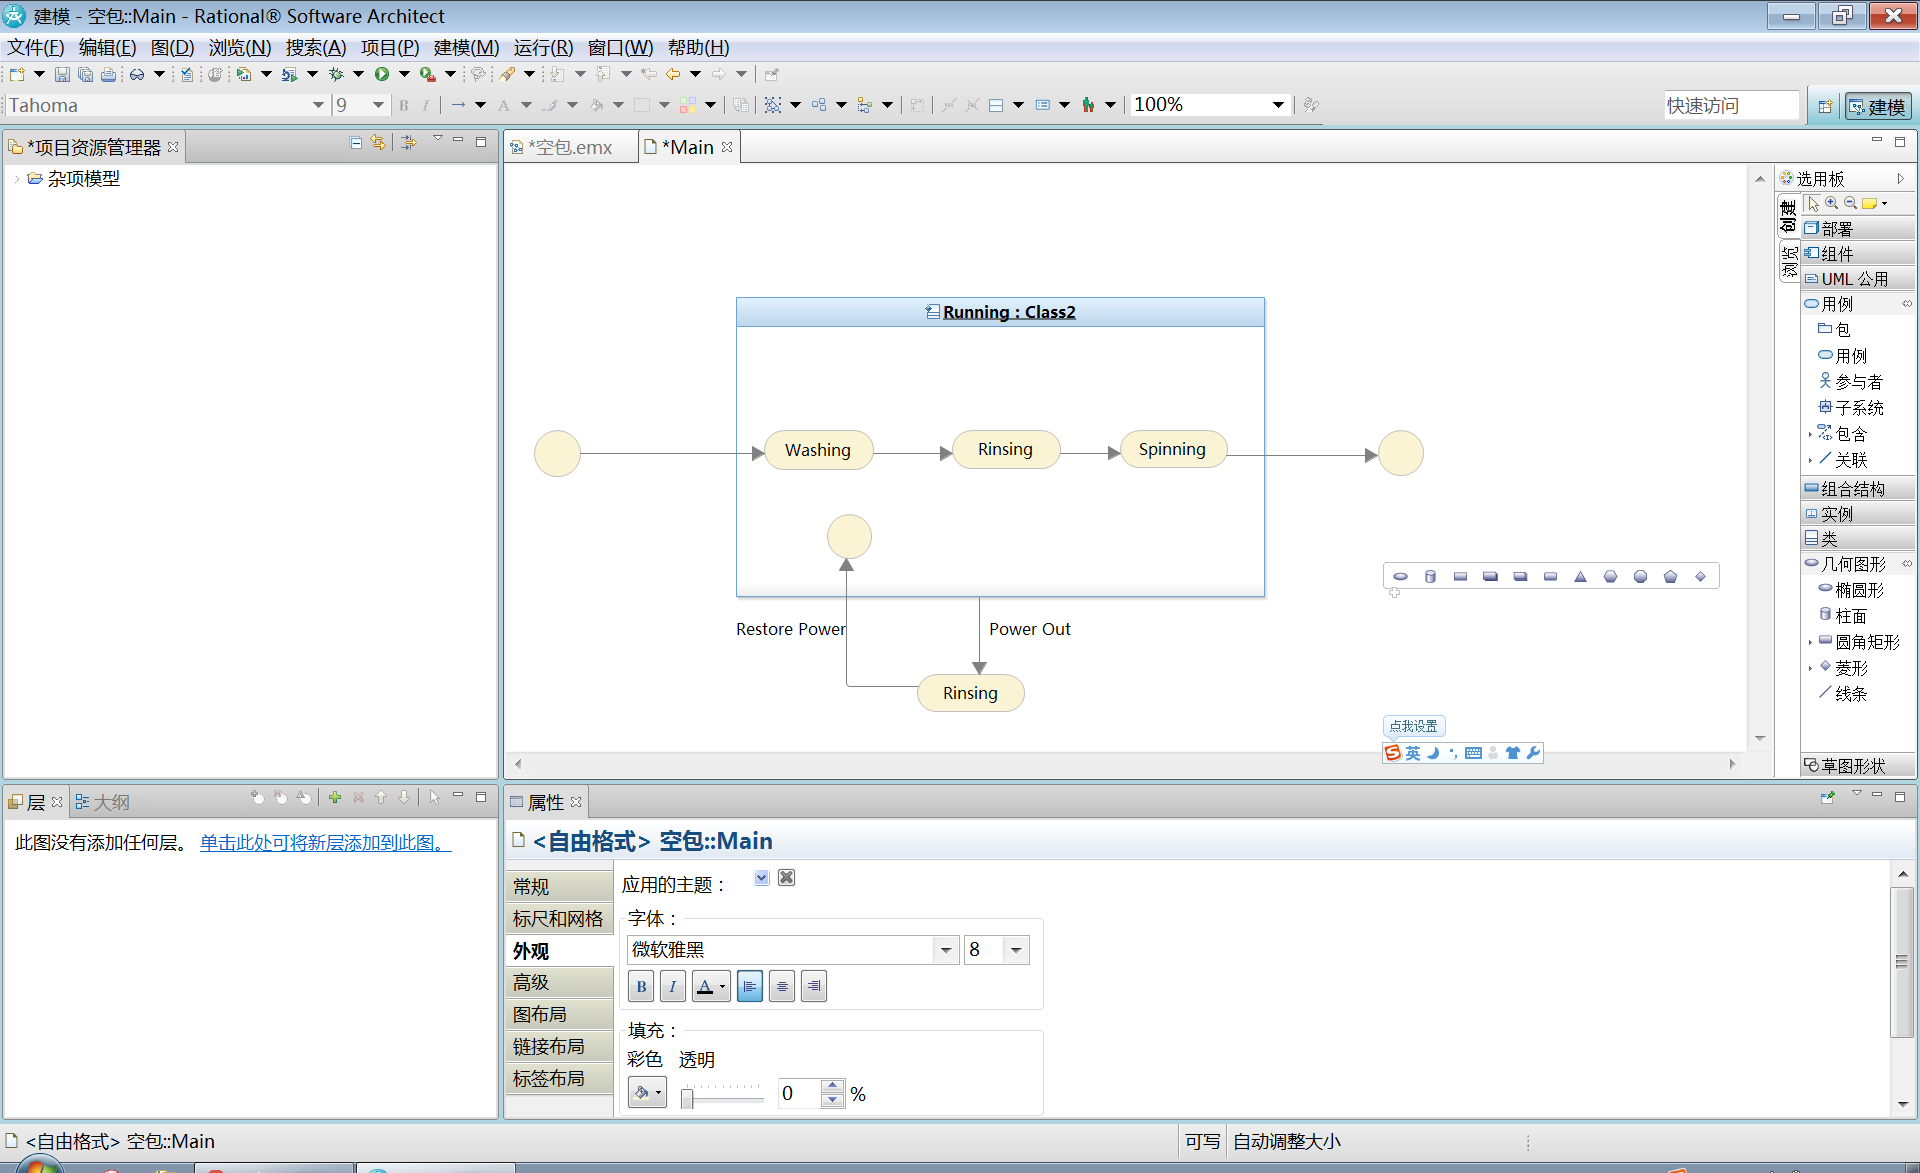 建模 - 空包::Main - Rational® Software Architect
文件(F) 编辑(E) 图(D) 浏览(N) 搜索(A) 项目(P) 建模(M) 运行(R) 窗口(W) 帮助(H)
Tahoma 9 B I A 100% 快速访问 建模
*项目资源管理器
杂项模型
*空包.emx *Main
选用板
创建
浏览
部署
组件
UML 公用
用例
包
用例
参与者
子系统
包含
关联
组合结构
实例
类
几何图形
椭圆形
柱面
圆角矩形
菱形
线条
草图形状
Running : Class2
Washing Rinsing Spinning
Restore Power Power Out
Rinsing
点我设置
英
层 大纲
此图没有添加任何层。 单击此处可将新层添加到此图。
属性
<自由格式> 空包::Main
常规
标尺和网格
外观
高级
图布局
链接布局
标签布局
应用的主题：
字体：
微软雅黑 8
B I A
填充：
彩色 透明
0 %
<自由格式> 空包::Main 可写 自动调整大小